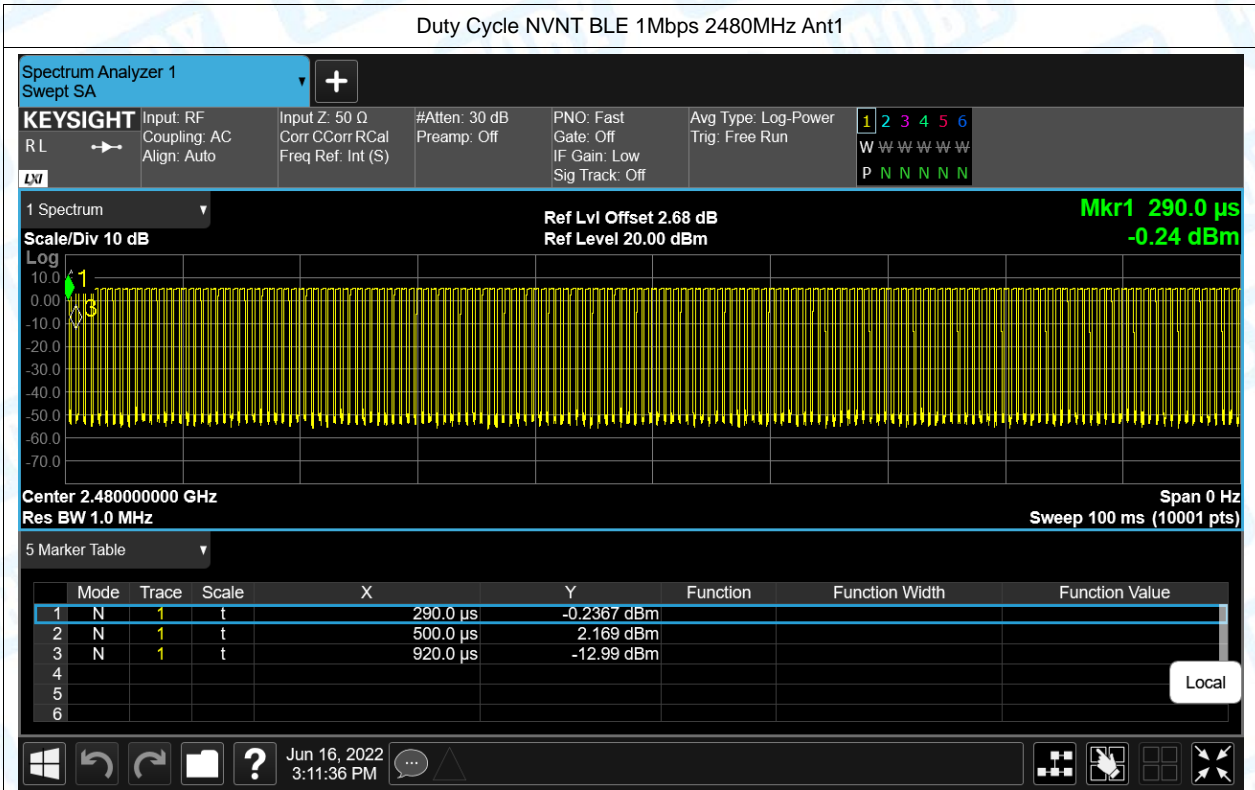 Duty Cycle NVNT BLE 1Mbps 2480MHz Ant1
Spectrum Analyzer 1
Swept SA
KEYSIGHT
RL
LXI
Input: RF
Coupling: AC
Align: Auto
Input Z: 50 Ω
Corr CCorr RCal
Freq Ref: Int (S)
#Atten: 30 dB
Preamp: Off
PNO: Fast
Gate: Off
IF Gain: Low
Sig Track: Off
Avg Type: Log-Power
Trig: Free Run
1 2 3 4 5 6
W W W W W W
P N N N N N
1 Spectrum
Scale/Div 10 dB
Ref Lvl Offset 2.68 dB
Ref Level 20.00 dBm
Mkr1 290.0 µs
-0.24 dBm
Log
10.0
0.00
-10.0
-20.0
-30.0
-40.0
-50.0
-60.0
-70.0
1
3
Center 2.480000000 GHz
Span 0 Hz
Res BW 1.0 MHz
Sweep 100 ms (10001 pts)
5 Marker Table
Mode Trace Scale X Y Function Function Width Function Value
1 N 1 t 290.0 µs -0.2367 dBm
2 N 1 t 500.0 µs 2.169 dBm
3 N 1 t 920.0 µs -12.99 dBm
4
5
6
Local
?
Jun 16, 2022
3:11:36 PM